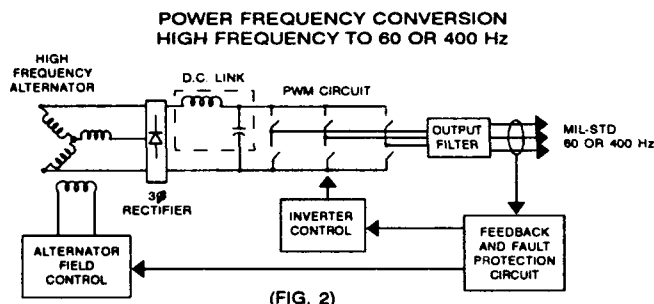 POWER FREQUENCY CONVERSION
HIGH FREQUENCY TO 60 OR 400 Hz
HIGH
FREQUENCY
ALTERNATOR
D.C. LINK
PWM CIRCUIT
OUTPUT
FILTER
MIL-STD
60 OR 400 Hz
3ø
RECTIFIER
INVERTER
CONTROL
FEEDBACK
AND FAULT
PROTECTION
CIRCUIT
ALTERNATOR
FIELD
CONTROL
(FIG. 2)